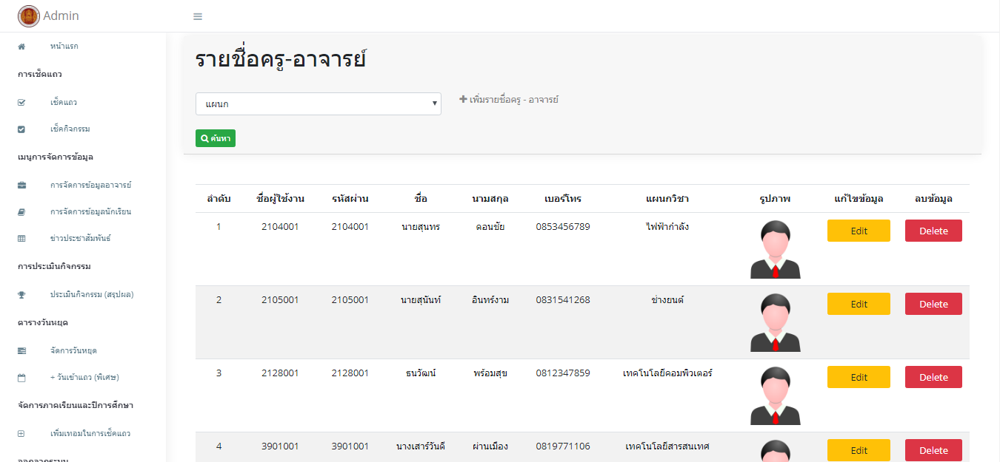 Admin
หน้าแรก
การเช็คแถว
เช็คแถว
เช็คกิจกรรม
เมนูการจัดการข้อมูล
การจัดการข้อมูลอาจารย์
การจัดการข้อมูลนักเรียน
ข่าวประชาสัมพันธ์
การประเมินกิจกรรม
ประเมินกิจกรรม (สรุปผล)
ตารางวันหยุด
จัดการวันหยุด
+ วันเข้าแถว (พิเศษ)
จัดการภาคเรียนและปีการศึกษา
เพิ่มเทอมในการเช็คแถว
ออกจากระบบ
รายชื่อครู-อาจารย์
แผนก
เพิ่มรายชื่อครู - อาจารย์
ค้นหา
ลำดับ ชื่อผู้ใช้งาน รหัสผ่าน ชื่อ นามสกุล เบอร์โทร แผนกวิชา รูปภาพ แก้ไขข้อมูล ลบข้อมูล
1 2104001 2104001 นายสุนทร ดอนชัย 0853456789 ไฟฟ้ากำลัง Edit Delete
2 2105001 2105001 นายสุนันท์ อินทร์งาม 0831541268 ช่างยนต์ Edit Delete
3 2128001 2128001 ธนวัฒน์ พร้อมสุข 0812347859 เทคโนโลยีคอมพิวเตอร์ Edit Delete
4 3901001 3901001 นางเสาร์วันดี ผ่านเมือง 0819771106 เทคโนโลยีสารสนเทศ Edit Delete